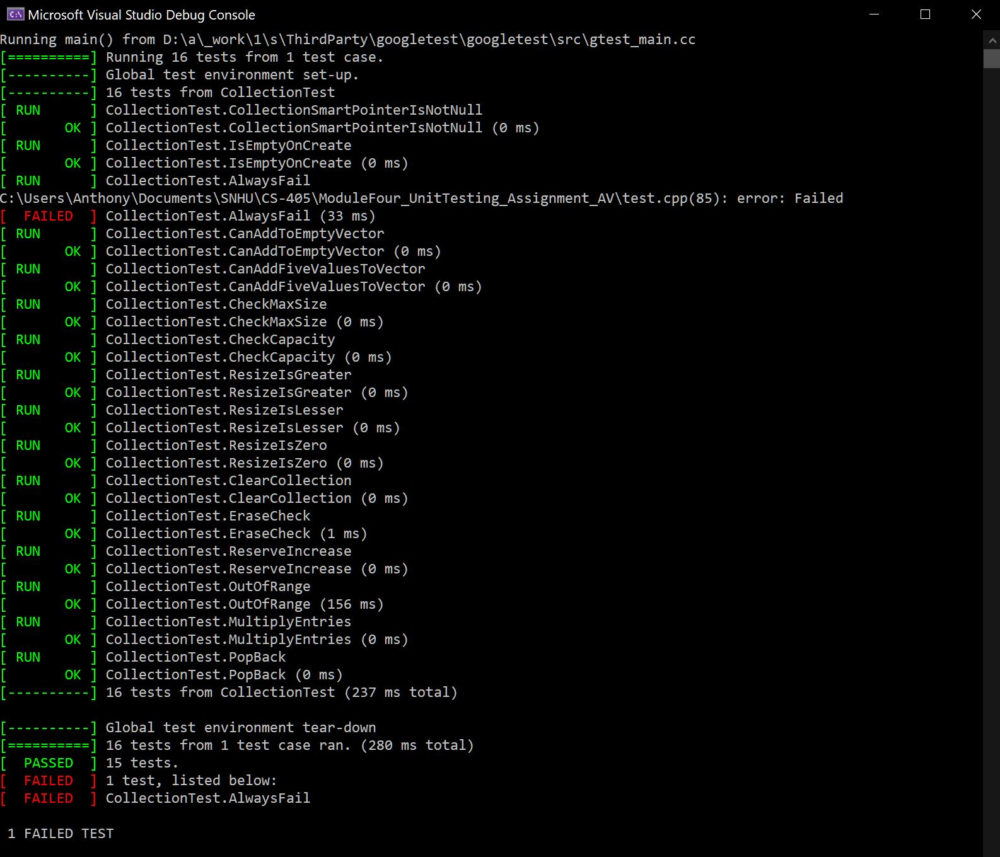 Microsoft Visual Studio Debug Console
Running main() from D:\a\_work\1\s\ThirdParty\googletest\googletest\src\gtest_main.cc
[==========] Running 16 tests from 1 test case.
[----------] Global test environment set-up.
[----------] 16 tests from CollectionTest
[ RUN      ] CollectionTest.CollectionSmartPointerIsNotNull
[       OK ] CollectionTest.CollectionSmartPointerIsNotNull (0 ms)
[ RUN      ] CollectionTest.IsEmptyOnCreate
[       OK ] CollectionTest.IsEmptyOnCreate (0 ms)
[ RUN      ] CollectionTest.AlwaysFail
C:\Users\Anthony\Documents\SNHU\CS-405\ModuleFour_UnitTesting_Assignment_AV\test.cpp(85): error: Failed
[  FAILED  ] CollectionTest.AlwaysFail (33 ms)
[ RUN      ] CollectionTest.CanAddToEmptyVector
[       OK ] CollectionTest.CanAddToEmptyVector (0 ms)
[ RUN      ] CollectionTest.CanAddFiveValuesToVector
[       OK ] CollectionTest.CanAddFiveValuesToVector (0 ms)
[ RUN      ] CollectionTest.CheckMaxSize
[       OK ] CollectionTest.CheckMaxSize (0 ms)
[ RUN      ] CollectionTest.CheckCapacity
[       OK ] CollectionTest.CheckCapacity (0 ms)
[ RUN      ] CollectionTest.ResizeIsGreater
[       OK ] CollectionTest.ResizeIsGreater (0 ms)
[ RUN      ] CollectionTest.ResizeIsLesser
[       OK ] CollectionTest.ResizeIsLesser (0 ms)
[ RUN      ] CollectionTest.ResizeIsZero
[       OK ] CollectionTest.ResizeIsZero (0 ms)
[ RUN      ] CollectionTest.ClearCollection
[       OK ] CollectionTest.ClearCollection (0 ms)
[ RUN      ] CollectionTest.EraseCheck
[       OK ] CollectionTest.EraseCheck (1 ms)
[ RUN      ] CollectionTest.ReserveIncrease
[       OK ] CollectionTest.ReserveIncrease (0 ms)
[ RUN      ] CollectionTest.OutOfRange
[       OK ] CollectionTest.OutOfRange (156 ms)
[ RUN      ] CollectionTest.MultiplyEntries
[       OK ] CollectionTest.MultiplyEntries (0 ms)
[ RUN      ] CollectionTest.PopBack
[       OK ] CollectionTest.PopBack (0 ms)
[----------] 16 tests from CollectionTest (237 ms total)
[----------] Global test environment tear-down
[==========] 16 tests from 1 test case ran. (280 ms total)
[  PASSED  ] 15 tests.
[  FAILED  ] 1 test, listed below:
[  FAILED  ] CollectionTest.AlwaysFail
1 FAILED TEST